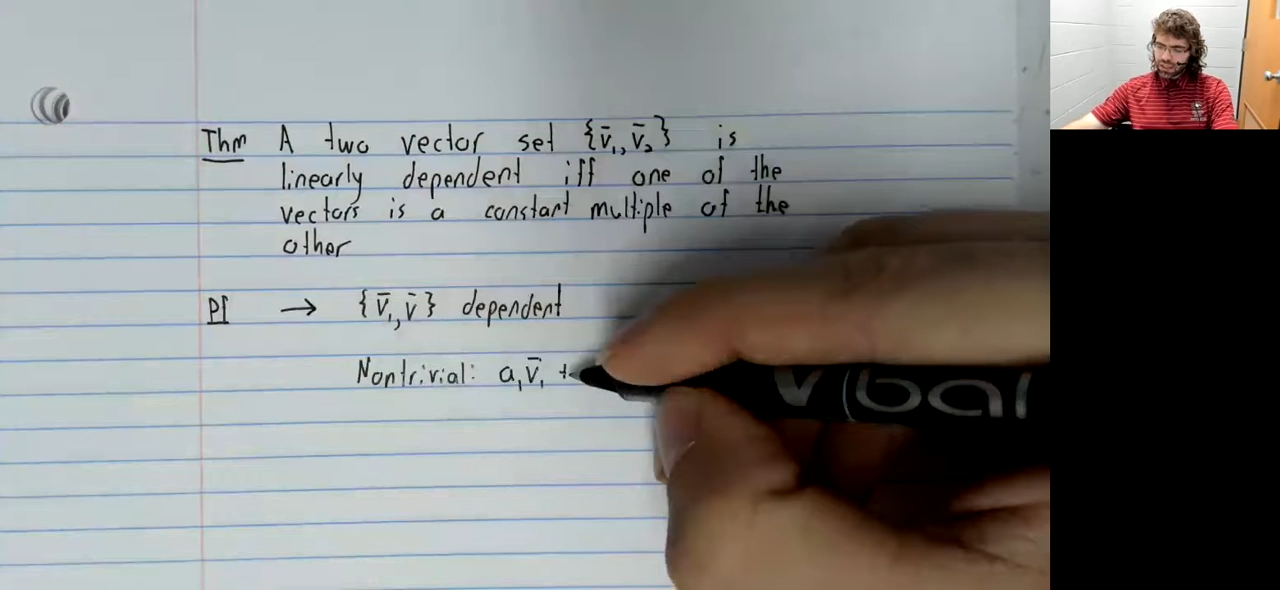 Thm A two vector set {v̄₁, v̄₂} is
linearly dependent iff one of the
vectors is a constant multiple of the
other
Pf → {v̄₁, v̄} dependent
Nontrivial: a₁v̄₁ +